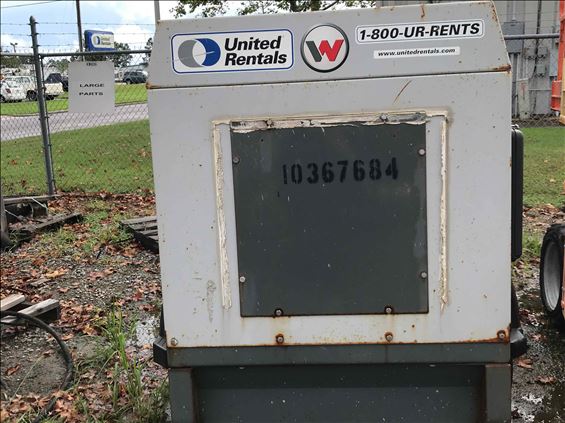 United
Rentals
W
1-800-UR-RENTS
www.unitedrentals.com
LARGE
PARTS
10367684